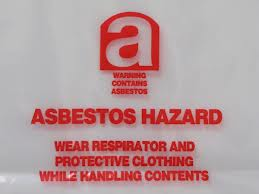 a
WARNING
CONTAINS
ASBESTOS
ASBESTOS HAZARD
WEAR RESPIRATOR AND
PROTECTIVE CLOTHING
WHILE HANDLING CONTENTS